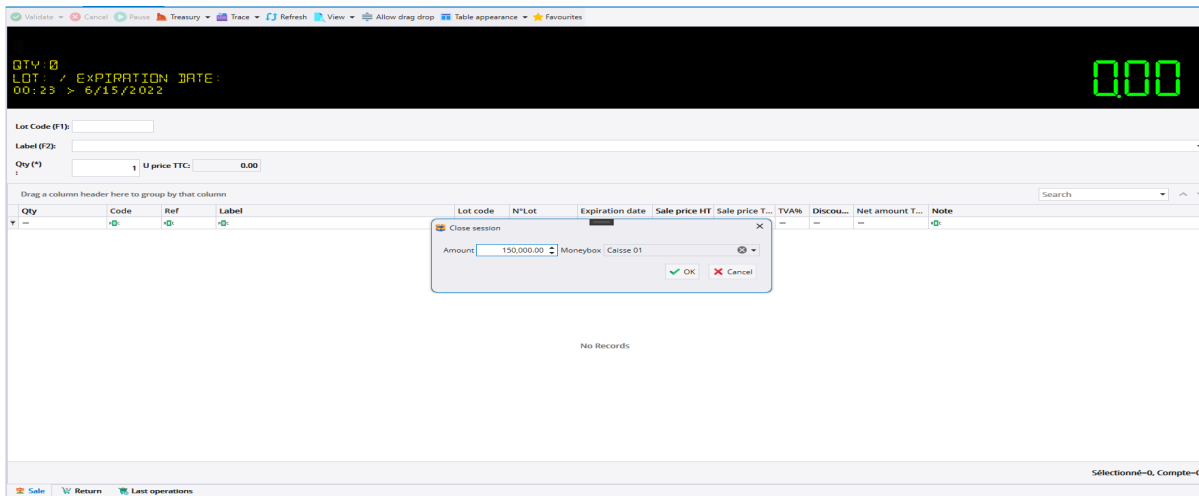 Validate Cancel Pause Treasury Trace Refresh View Allow drag drop Table appearance Favourites
QTY:0
LOT: / EXPIRATION DATE:
00:23 > 6/15/2022
0.00
Lot Code (F1):
Label (F2):
Qty (*) : 1 U price TTC: 0.00
Drag a column header here to group by that column Search
Qty Code Ref Label Lot code N°Lot Expiration date Sale price HT Sale price T... TVA% Discou... Net amount T... Note
Close session
Amount 150,000.00 Moneybox Caisse 01
OK Cancel
No Records
Sélectionné=0, Compte=0
Sale Return Last operations